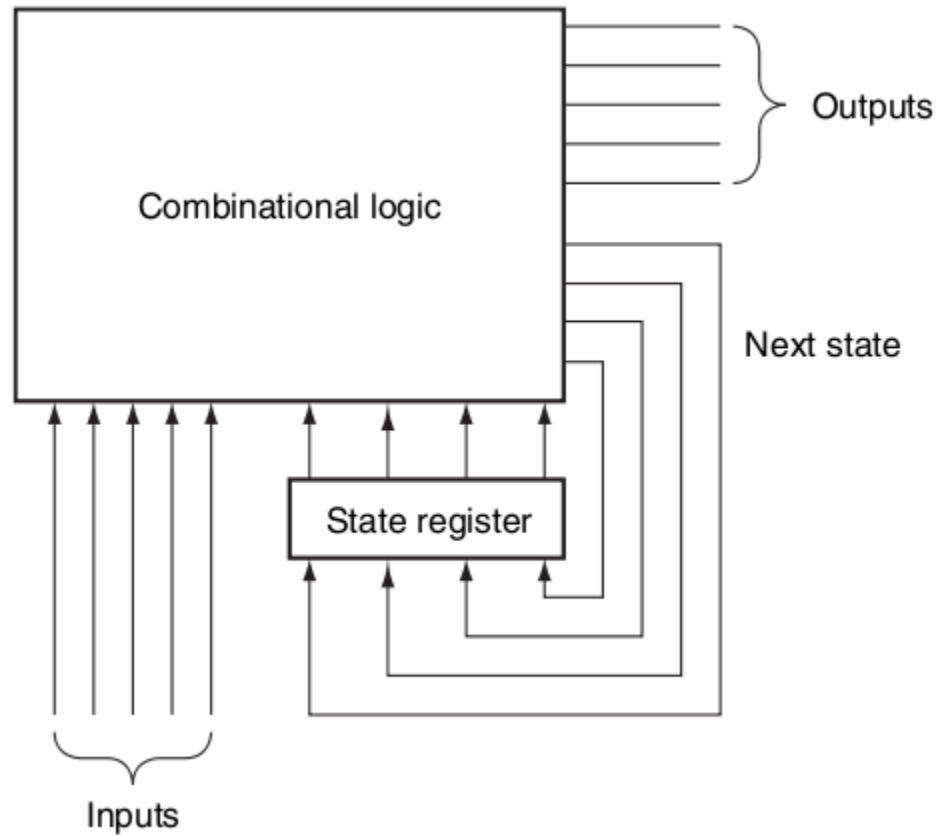 Outputs
Combinational logic
Next state
State register
Inputs